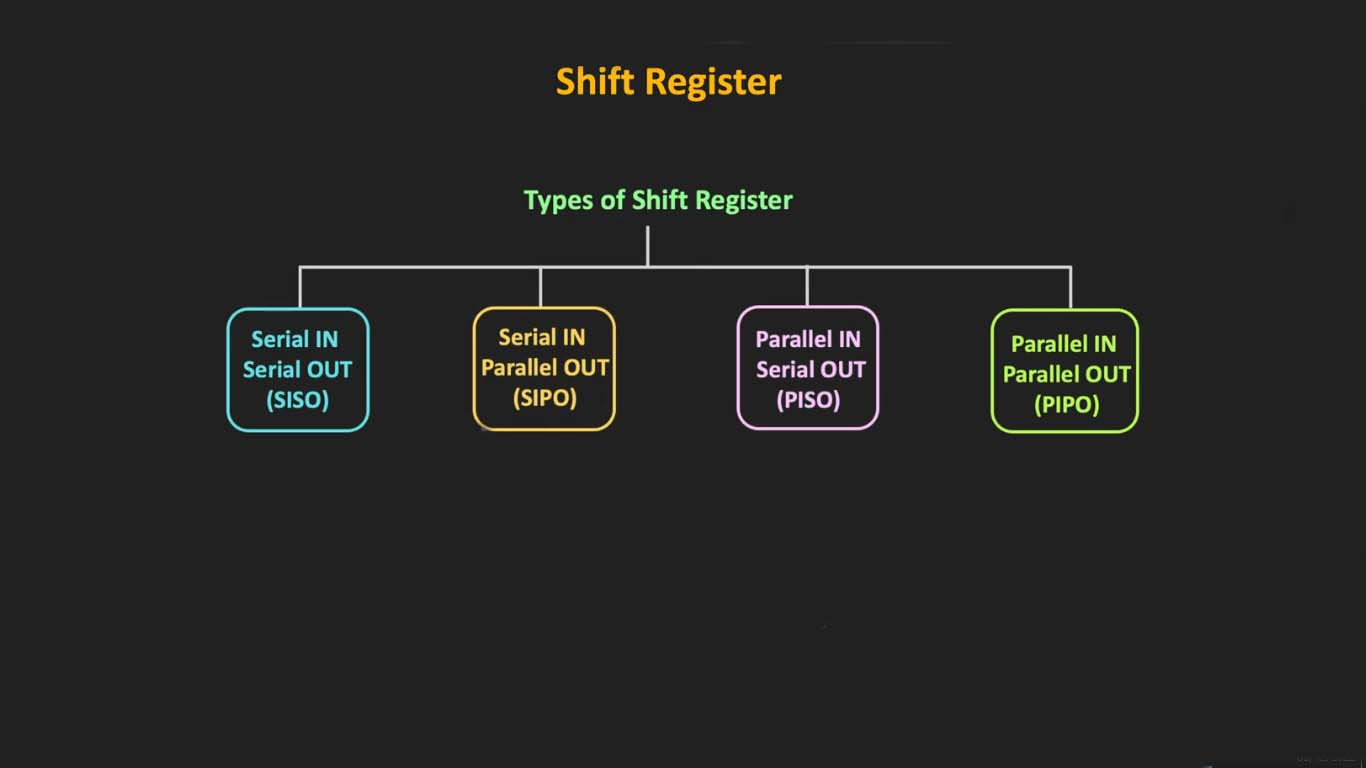 Shift Register
Types of Shift Register
Serial IN
Serial OUT
(SISO)
Serial IN
Parallel OUT
(SIPO)
Parallel IN
Serial OUT
(PISO)
Parallel IN
Parallel OUT
(PIPO)